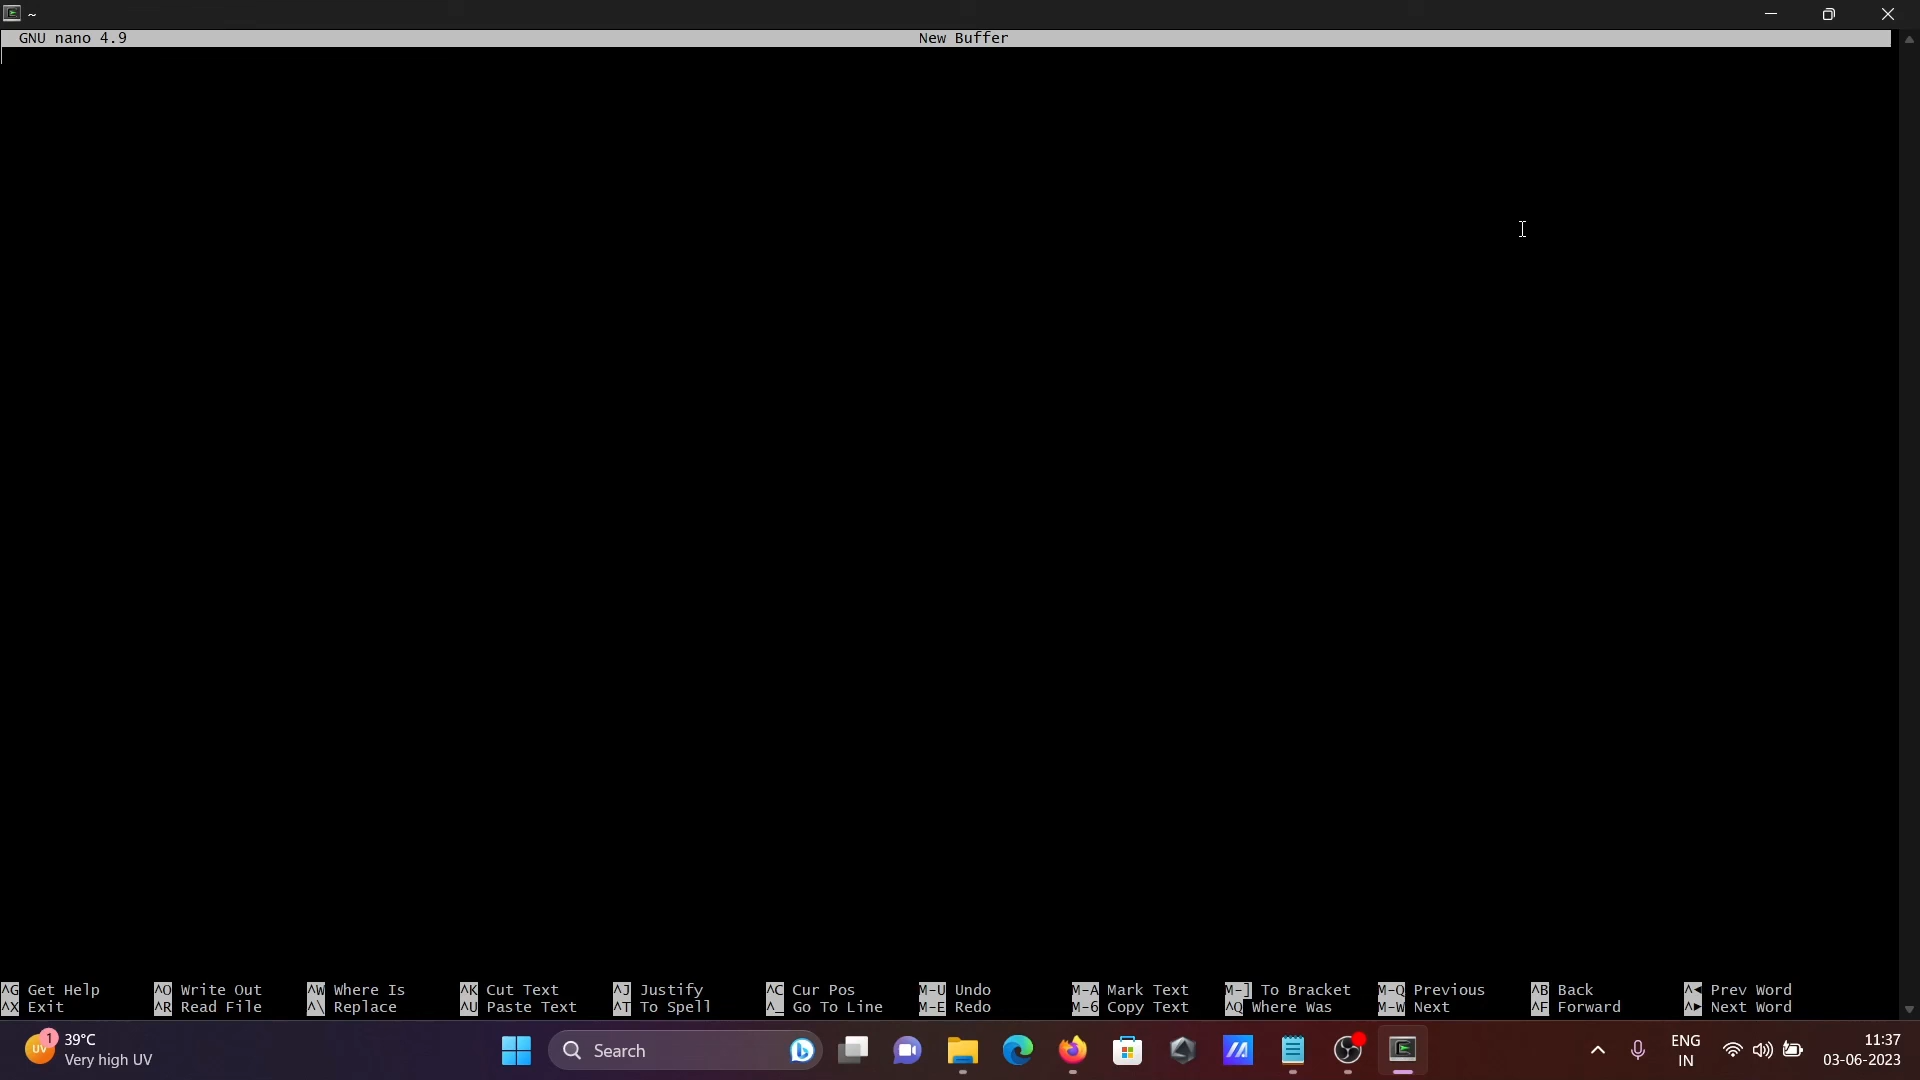 ~
GNU nano 4.9 New Buffer
^G Get Help ^O Write Out ^W Where Is ^K Cut Text ^J Justify ^C Cur Pos M-U Undo M-A Mark Text M-] To Bracket M-Q Previous ^B Back ^◄ Prev Word
^X Exit ^R Read File ^\ Replace ^U Paste Text ^T To Spell ^_ Go To Line M-E Redo M-6 Copy Text ^Q Where Was M-W Next ^F Forward ^► Next Word
UV 1 39°C
Very high UV
Search
ENG
IN
11:37
03-06-2023